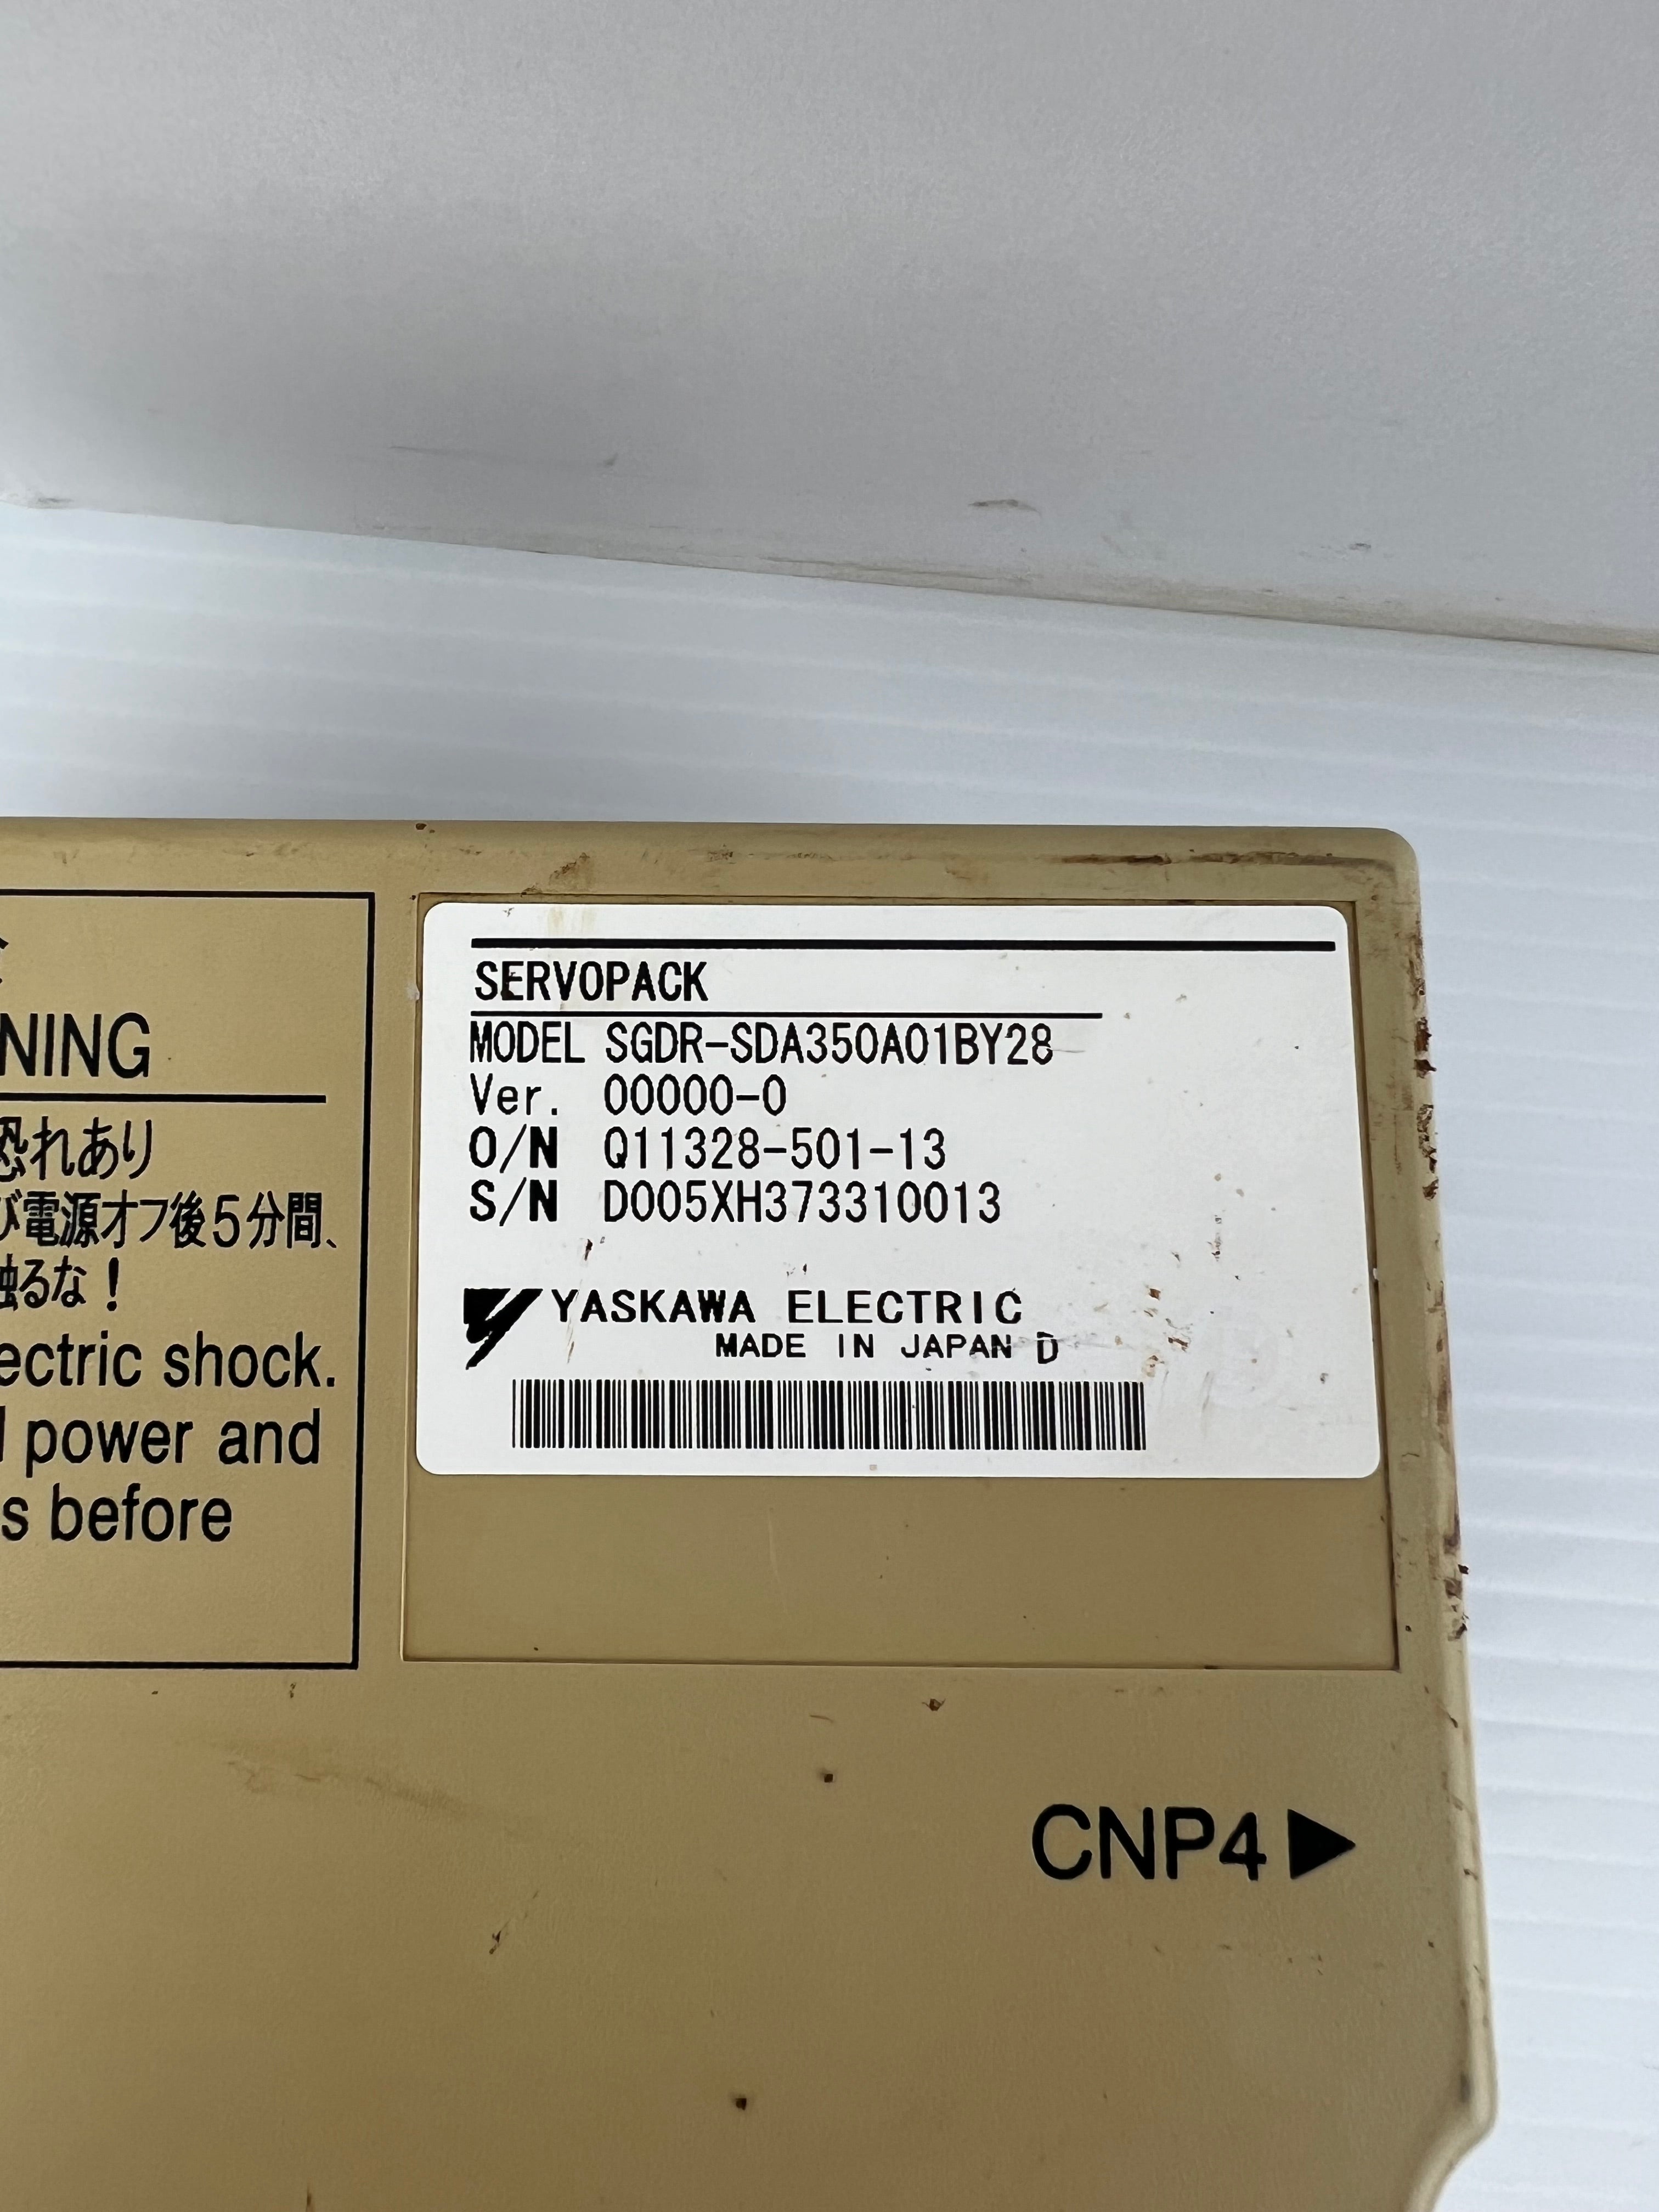 NING
恐れあり
び電源オフ後5分間、
触るな!
ectric shock.
power and
s before
SERVOPACK
MODEL SGDR-SDA350A01BY28
Ver. 00000-0
O/N Q11328-501-13
S/N D005XH373310013
YASKAWA ELECTRIC
MADE IN JAPAN D
CNP4